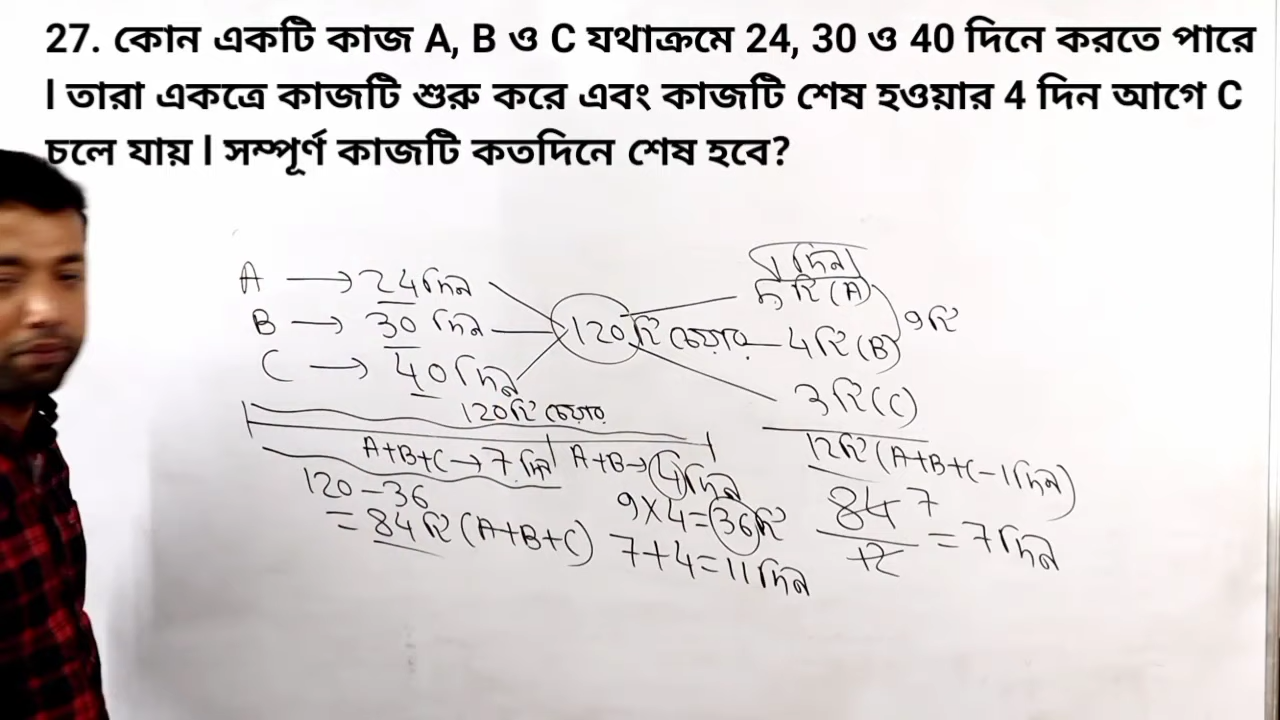 27. কোন একটি কাজ A, B ও C যথাক্রমে 24, 30 ও 40 দিনে করতে পারে
। তারা একত্রে কাজটি শুরু করে এবং কাজটি শেষ হওয়ার 4 দিন আগে C
চলে যায় । সম্পূর্ণ কাজটি কতদিনে শেষ হবে?
1 দিন
A → 24 দিন
5 টি (A)
B → 30 দিন
120 টি চেয়ার
4 টি (B)
9 টি
C → 40 দিন
3 টি (C)
120 টি চেয়ার
12 টি (A+B+C-1 দিন)
A+B+C → 7 দিন
A+B → 4 দিন
120 - 36
9 x 4 = 36 টি
84 7
= 84 টি (A+B+C)
12 = 7 দিন
7 + 4 = 11 দিন